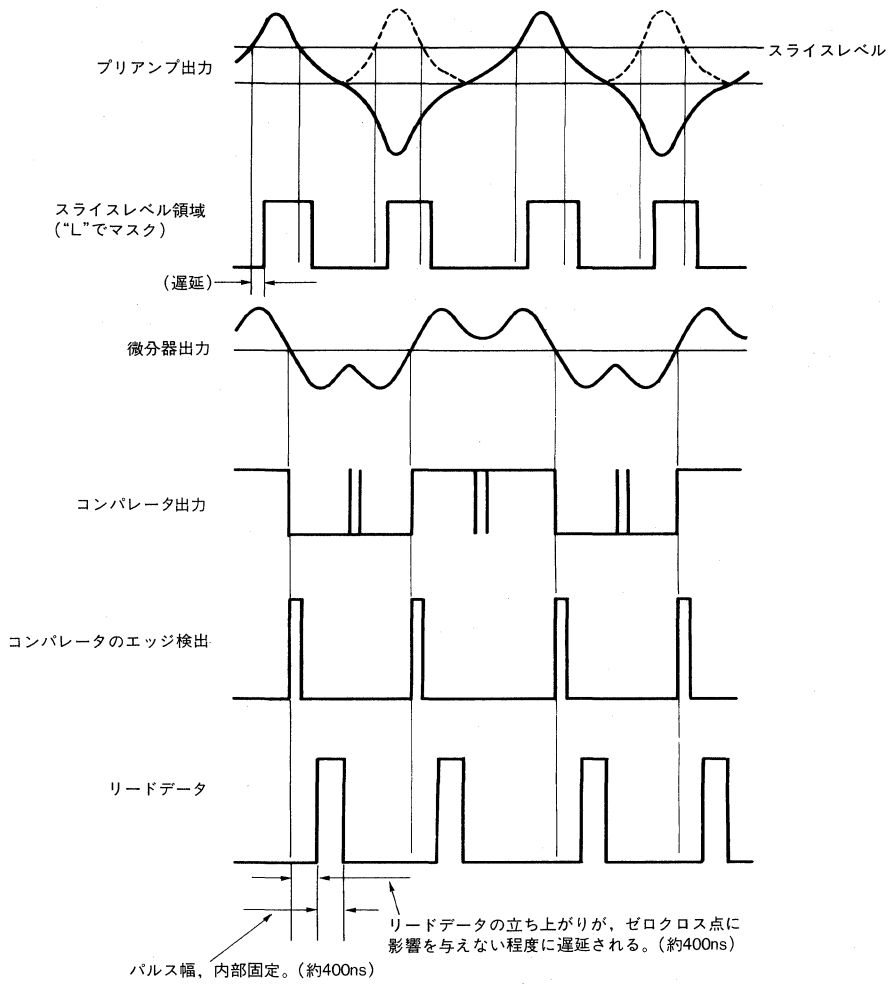 スライスレベル
プリアンプ出力
スライスレベル領域
(“L”でマスク)
(遅延)
微分器出力
コンパレータ出力
コンパレータのエッジ検出
リードデータ
リードデータの立ち上がりが，ゼロクロス点に
影響を与えない程度に遅延される。(約400ns)
パルス幅，内部固定。(約400ns)